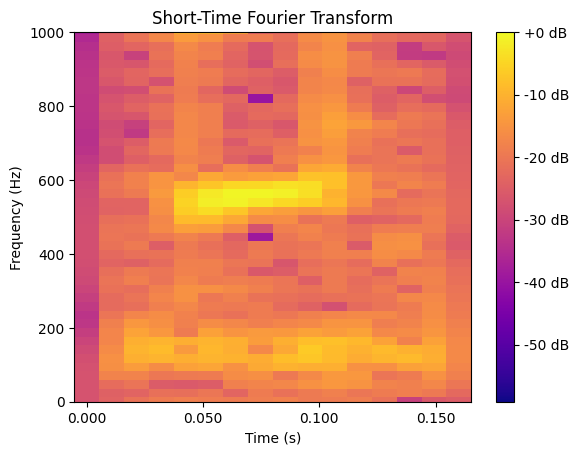 Short-Time Fourier Transform
1000
800
600
400
200
0
Frequency (Hz)
0.000
0.050
0.100
0.150
Time (s)
+0 dB
-10 dB
-20 dB
-30 dB
-40 dB
-50 dB